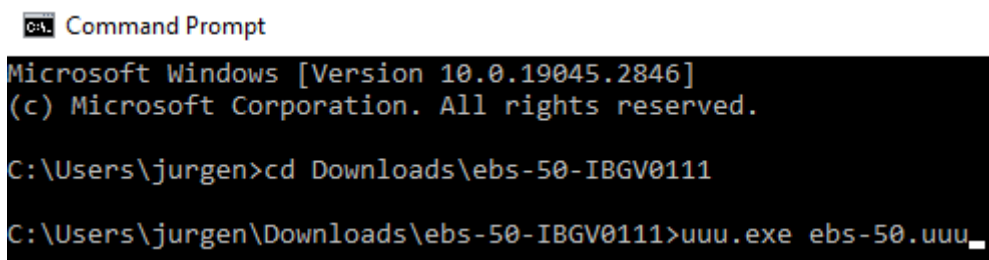 Command Prompt
Microsoft Windows [Version 10.0.19045.2846]
(c) Microsoft Corporation. All rights reserved.
C:\Users\jurgen>cd Downloads\ebs-50-IBGV0111
C:\Users\jurgen\Downloads\ebs-50-IBGV0111>uuu.exe ebs-50.uuu